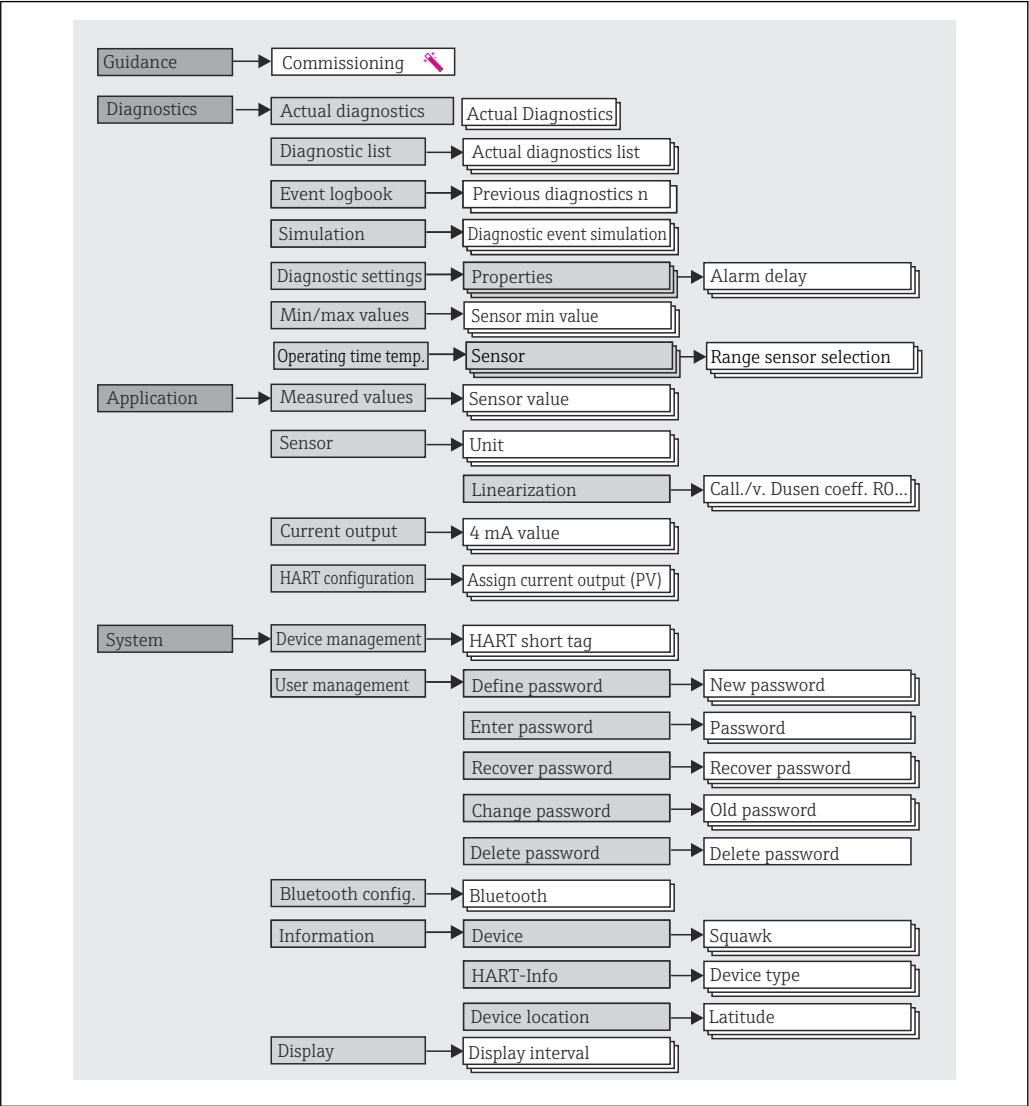 Guidance
Commissioning
Diagnostics
Actual diagnostics
Actual Diagnostics
Diagnostic list
Actual diagnostics list
Event logbook
Previous diagnostics n
Simulation
Diagnostic event simulation
Diagnostic settings
Properties
Alarm delay
Min/max values
Sensor min value
Operating time temp.
Sensor
Range sensor selection
Application
Measured values
Sensor value
Sensor
Unit
Linearization
Call./v. Dusen coeff. R0...
Current output
4 mA value
HART configuration
Assign current output (PV)
System
Device management
HART short tag
User management
Define password
New password
Enter password
Password
Recover password
Recover password
Change password
Old password
Delete password
Delete password
Bluetooth config.
Bluetooth
Information
Device
Squawk
HART-Info
Device type
Device location
Latitude
Display
Display interval